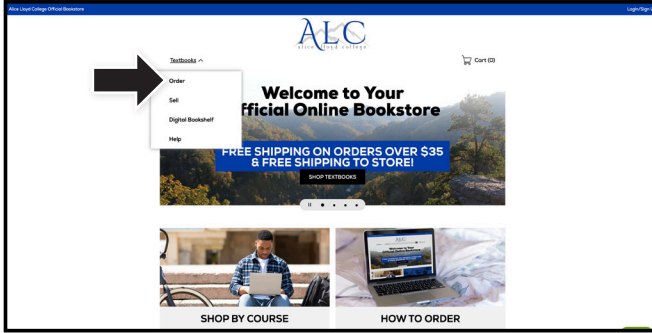 Alice Lloyd College Official Bookstore
Login/Sign
ALC
alice lloyd college
Textbooks
Cart (0)
Order
Sell
Digital Bookshelf
Help
Welcome to Your
fficial Online Bookstore
FREE SHIPPING ON ORDERS OVER $35
& FREE SHIPPING TO STORE!
SHOP TEXTBOOKS
SHOP BY COURSE
HOW TO ORDER